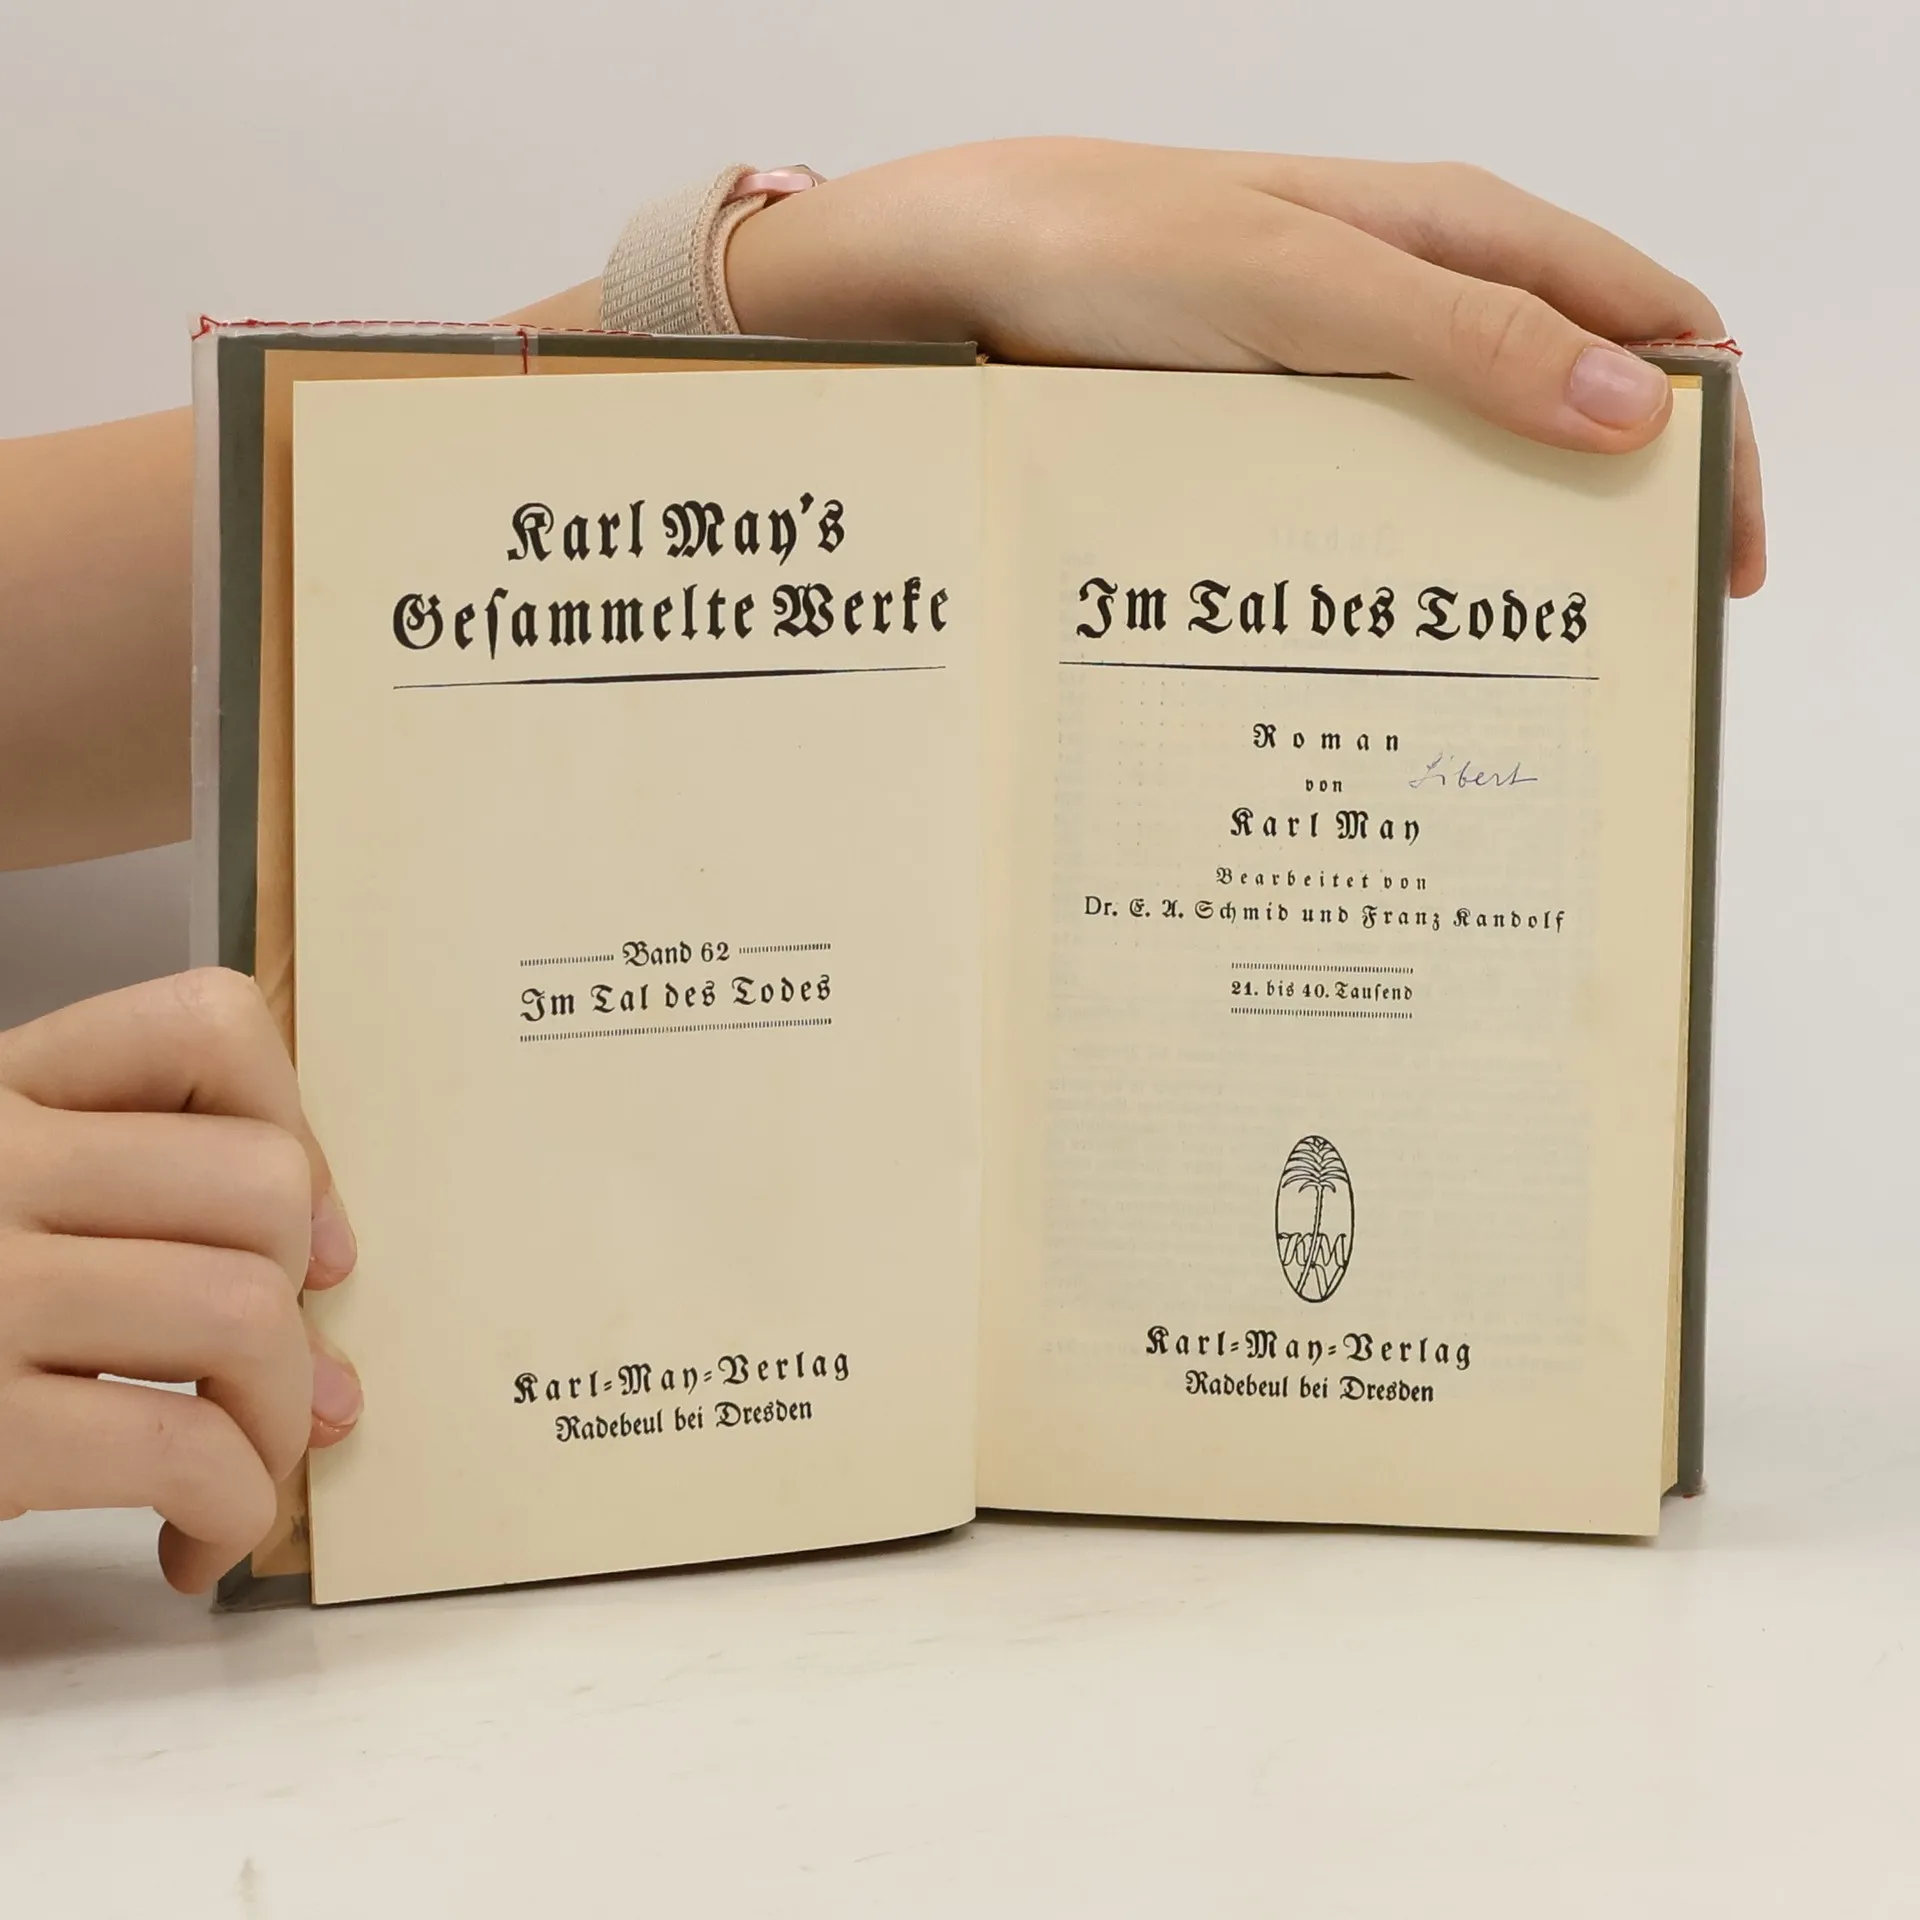 Karl May's
Geſammelte Werke
Band 62
Im Tal des Todes
Karl-May-Verlag
Radebeul bei Dresden
Im Tal des Todes
Roman
von
Libert
Karl May
Bearbeitet von
Dr. E. A. Schmid und Franz Kandolf
21. bis 40. Tauſend
KMV
Karl-May-Verlag
Radebeul bei Dresden